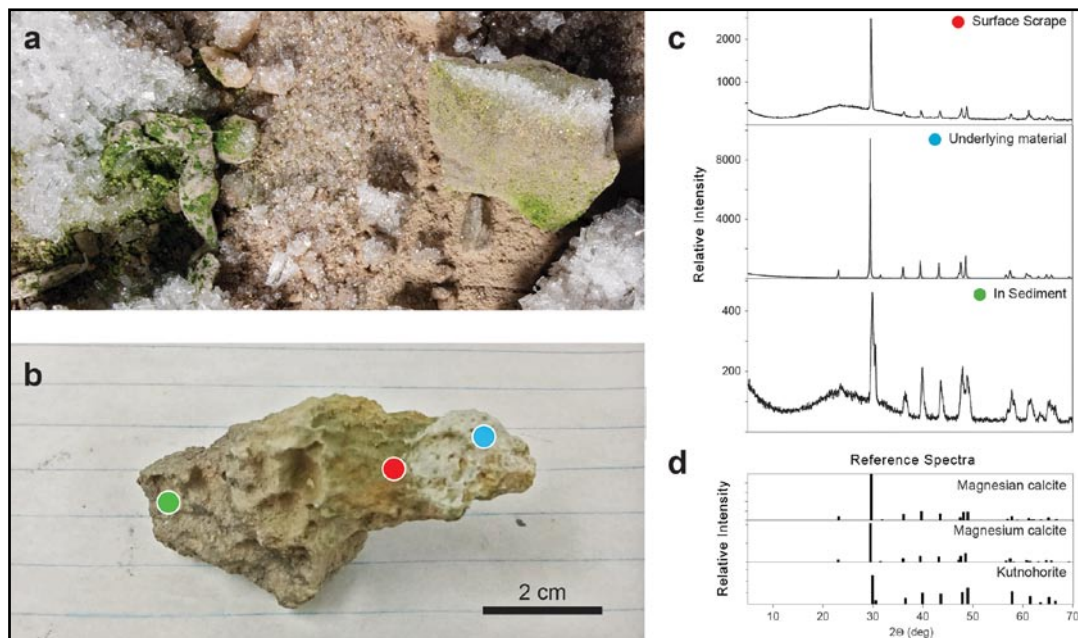 a
b
2 cm
c
Surface Scrape
2000
1000
Underlying material
8000
4000
Relative Intensity
In Sediment
400
200
d
Reference Spectra
Relative Intensity
Magnesian calcite
Magnesium calcite
Kutnohorite
10 20 30 40 50 60 70
2Θ (deg)